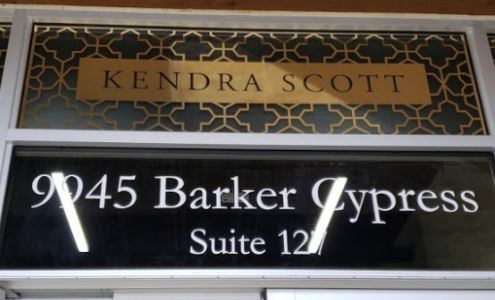 KENDRA SCOTT
9945 Barker Cypress
Suite 127